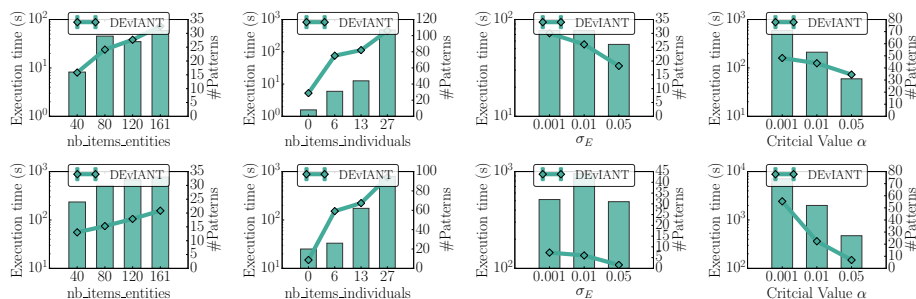 Execution time (s)
10^2
10^1
10^0
DEvIANT
35
30
25
20
15
10
5
0
#Patterns
40 80 120 161
nb_items_entities
Execution time (s)
10^3
10^2
10^1
10^0
DEvIANT
120
100
80
60
40
20
0
#Patterns
0 6 13 27
nb_items_individuals
Execution time (s)
10^2
10^1
DEvIANT
35
30
25
20
15
10
5
0
#Patterns
0.001 0.01 0.05
σ_E
Execution time (s)
10^3
10^2
10^1
10^0
DEvIANT
80
70
60
50
40
30
20
10
0
#Patterns
0.001 0.01 0.05
Critcial Value α
Execution time (s)
10^3
10^2
10^1
DEvIANT
35
30
25
20
15
10
5
0
#Patterns
40 80 120 161
nb_items_entities
Execution time (s)
10^3
10^2
10^1
DEvIANT
100
80
60
40
20
0
#Patterns
0 6 13 27
nb_items_individuals
Execution time (s)
10^3
10^2
DEvIANT
45
40
35
30
25
20
15
10
5
0
#Patterns
0.001 0.01 0.05
σ_E
Execution time (s)
10^4
10^3
10^2
DEvIANT
80
70
60
50
40
30
20
10
0
#Patterns
0.001 0.01 0.05
Critcial Value α